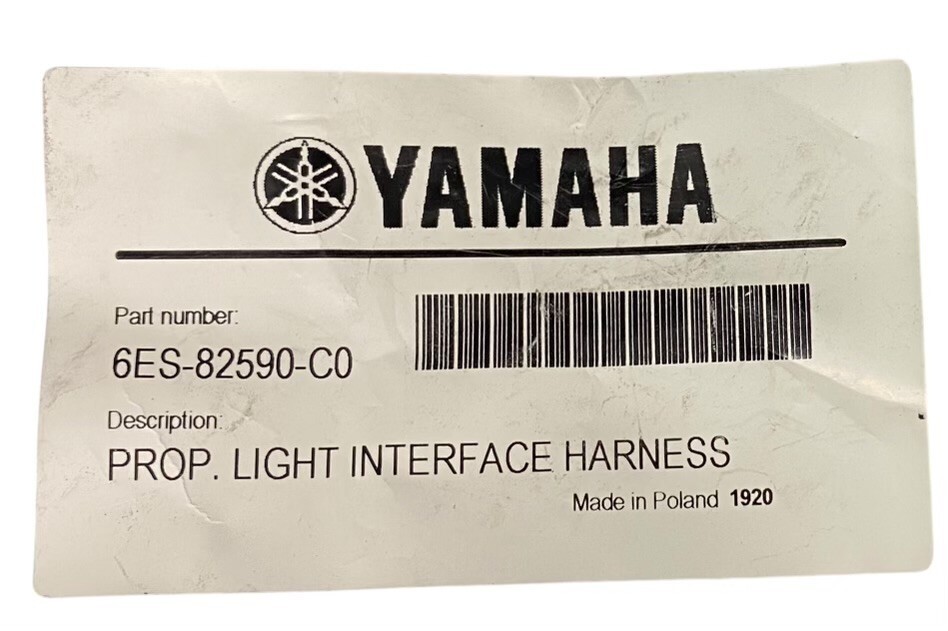 YAMAHA
Part number:
6ES-82590-C0
Description:
PROP. LIGHT INTERFACE HARNESS
Made in Poland 1920